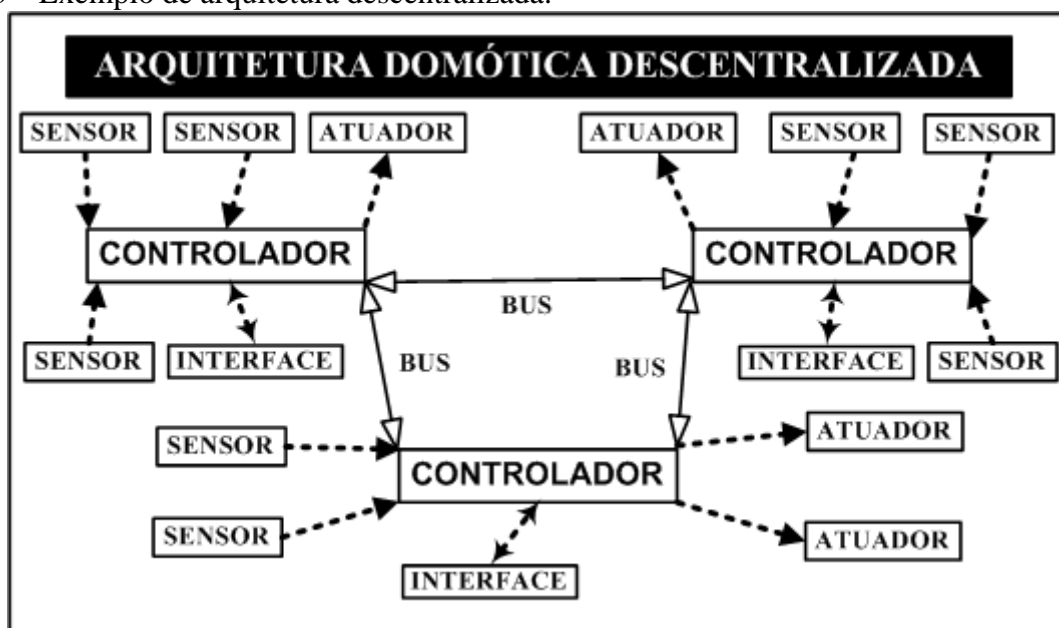 Exemplo de arquitetura descentralizada.
ARQUITETURA DOMÓTICA DESCENTRALIZADA
SENSOR SENSOR ATUADOR ATUADOR SENSOR SENSOR
CONTROLADOR CONTROLADOR
BUS
SENSOR INTERFACE BUS BUS INTERFACE SENSOR
SENSOR ATUADOR
CONTROLADOR
SENSOR ATUADOR
INTERFACE